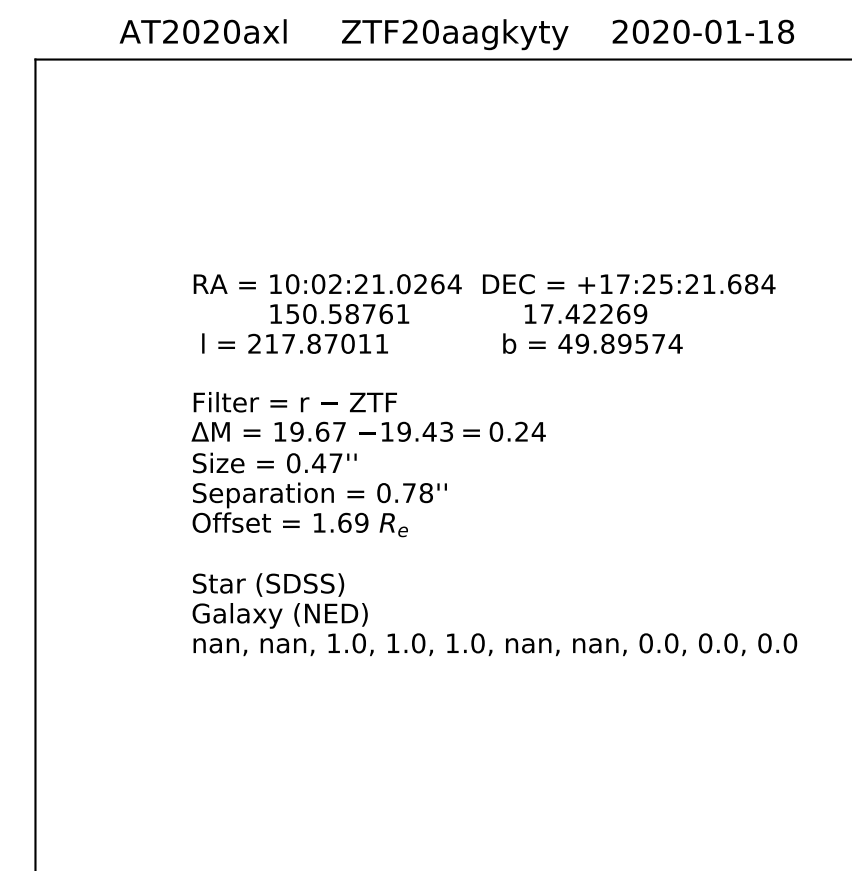 AT2020axl ZTF20aagkyty 2020-01-18
RA = 10:02:21.0264 DEC = +17:25:21.684
150.58761 17.42269
l = 217.87011 b = 49.89574
Filter = r − ZTF
ΔM = 19.67 −19.43 = 0.24
Size = 0.47''
Separation = 0.78''
Offset = 1.69 Rₑ
Star (SDSS)
Galaxy (NED)
nan, nan, 1.0, 1.0, 1.0, nan, nan, 0.0, 0.0, 0.0